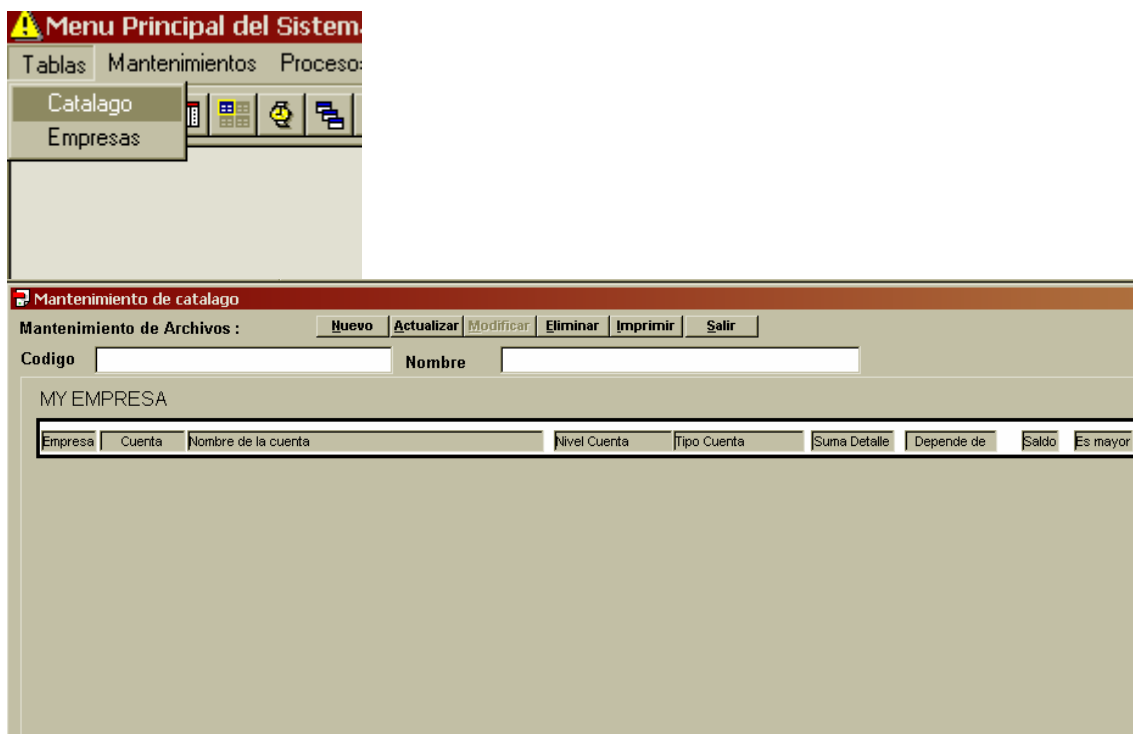 Menu Principal del Sistem
Tablas Mantenimientos Proceso
Catalago
Empresas
Mantenimiento de catalago
Mantenimiento de Archivos : Nuevo Actualizar Modificar Eliminar Imprimir Salir
Codigo Nombre
MY EMPRESA
Empresa Cuenta Nombre de la cuenta Nivel Cuenta Tipo Cuenta Suma Detalle Depende de Saldo Es mayor